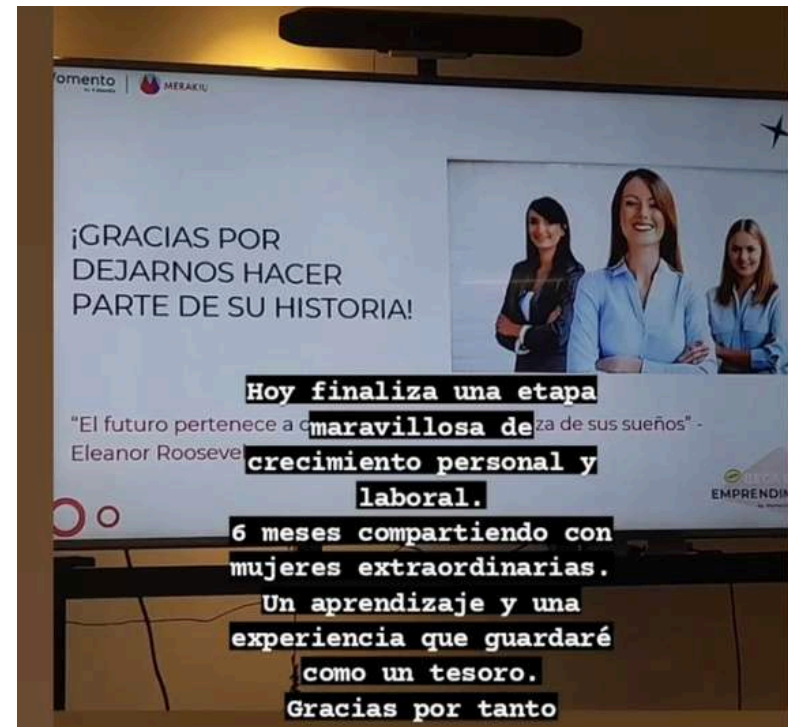 omento | MERAKIU
¡GRACIAS POR
DEJARNOS HACER
PARTE DE SU HISTORIA!
"El futuro pertenece a za de sus sueños" -
Eleanor Roosevel
EMPRENDIM
Hoy finaliza una etapa
maravillosa de
crecimiento personal y
laboral.
6 meses compartiendo con
mujeres extraordinarias.
Un aprendizaje y una
experiencia que guardaré
como un tesoro.
Gracias por tanto